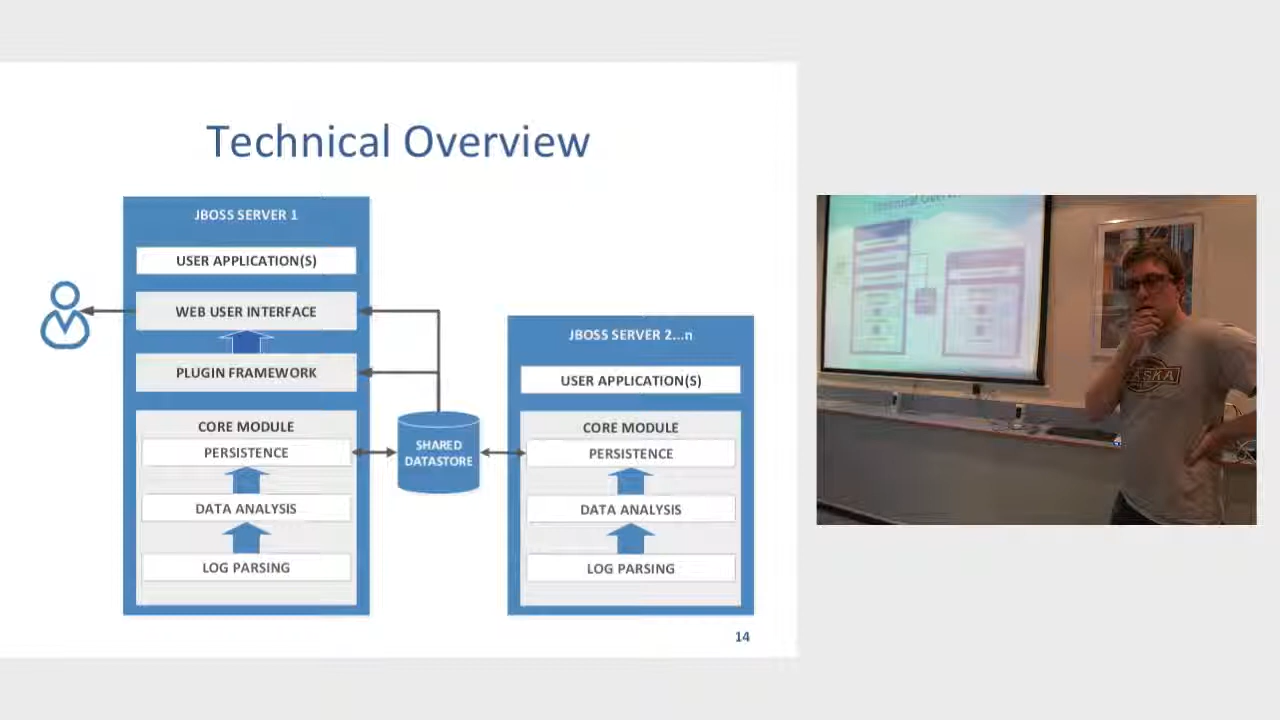 Technical Overview
JBOSS SERVER 1
USER APPLICATION(S)
WEB USER INTERFACE
PLUGIN FRAMEWORK
CORE MODULE
PERSISTENCE
DATA ANALYSIS
LOG PARSING
SHARED
DATASTORE
JBOSS SERVER 2...n
USER APPLICATION(S)
CORE MODULE
PERSISTENCE
DATA ANALYSIS
LOG PARSING
14